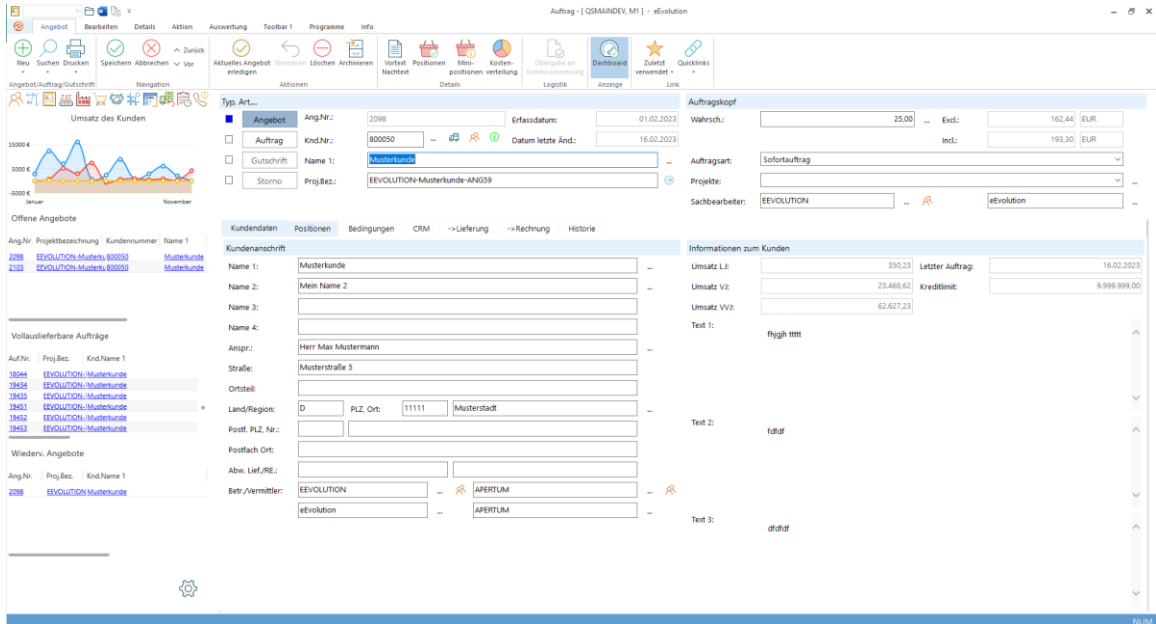 Auftrag - [ QSMAINDEV, M1 ] - eEvolution
Angebot Bearbeiten Details Aktion Auswertung Toolbar 1 Programme Info
Neu Suchen Drucken Speichern Abbrechen Zurück Vor Aktuelles Angebot erledigen Stornieren Löschen Archivieren Vortext Nachtext Positionen Mini-positionen Kosten-verteilung Übergabe an Kommissionierung Dashboard Zuletzt verwendet Quicklinks
Angebot/Auftrag/Gutschrift Navigation Aktionen Details Logistik Anzeige Link
Umsatz des Kunden
15000 €
5000 €
-5000 €
Januar November
Offene Angebote
Ang.Nr Projektbezeichnung Kundennummer Name 1
2098 EEVOLUTION-Musterku 800050 Musterkunde
2103 EEVOLUTION-Musterku 800050 Musterkunde
Vollauslieferbare Aufträge
Auf.Nr. Proj.Bez. Knd.Name 1
18044 EEVOLUTION- Musterkunde
19434 EEVOLUTION- Musterkunde
19435 EEVOLUTION- Musterkunde
19451 EEVOLUTION- Musterkunde
19452 EEVOLUTION- Musterkunde
19453 EEVOLUTION- Musterkunde
Wiederv. Angebote
Ang.Nr. Proj.Bez. Knd.Name 1
2098 EEVOLUTION Musterkunde
Typ, Art....
Angebot Ang.Nr.: 2098 Erfassdatum: 01.02.2023
Auftrag Knd.Nr.: 800050 ... Datum letzte Änd.: 16.02.2023
Gutschrift Name 1: Musterkunde ...
Storno Proj.Bez.: EEVOLUTION-Musterkunde-ANG59
Auftragskopf
Wahrsch.: 25,00 ... Excl.: 162,44 EUR
Incl.: 193,30 EUR
Auftragsart: Sofortauftrag
Projekte: ...
Sachbearbeiter: EEVOLUTION ... eEvolution ...
Kundendaten Positionen Bedingungen CRM ->Lieferung ->Rechnung Historie
Kundenanschrift
Name 1: Musterkunde ...
Name 2: Mein Name 2 ...
Name 3:
Name 4:
Anspr.: Herr Max Mustermann ...
Straße: Musterstraße 5
Ortsteil:
Land/Region: D PLZ, Ort: 11111 Musterstadt ...
Postf. PLZ, Nr.:
Postfach Ort:
Abw. Lief./RE.:
Betr./Vermittler: EEVOLUTION ... APERTUM ...
eEvolution ... APERTUM ...
Informationen zum Kunden
Umsatz LJ: 350,23 Letzter Auftrag: 16.02.2023
Umsatz VJ: 23.468,62 Kreditlimit: 9.999.999,00
Umsatz VVJ: 62.627,23
Text 1:
fhjgjh ttttt
Text 2:
fdfdf
Text 3:
dfdfdf
NUM